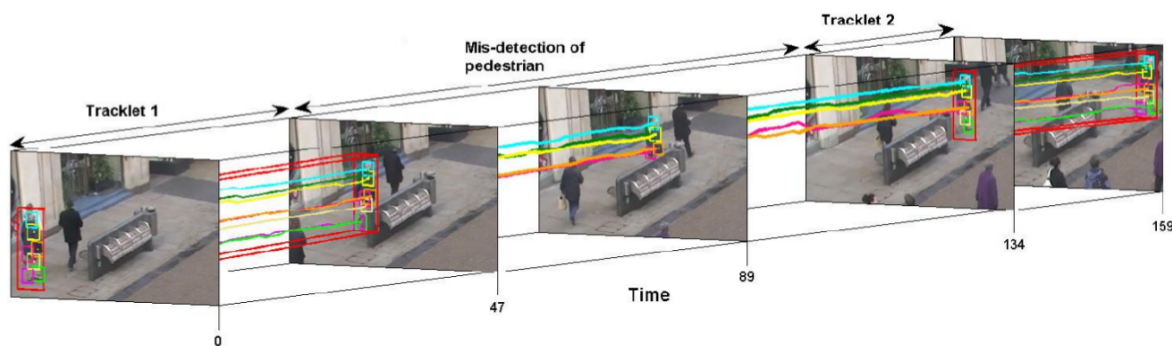 Tracklet 1
Mis-detection of
pedestrian
Tracklet 2
0
47
89
134
159
Time